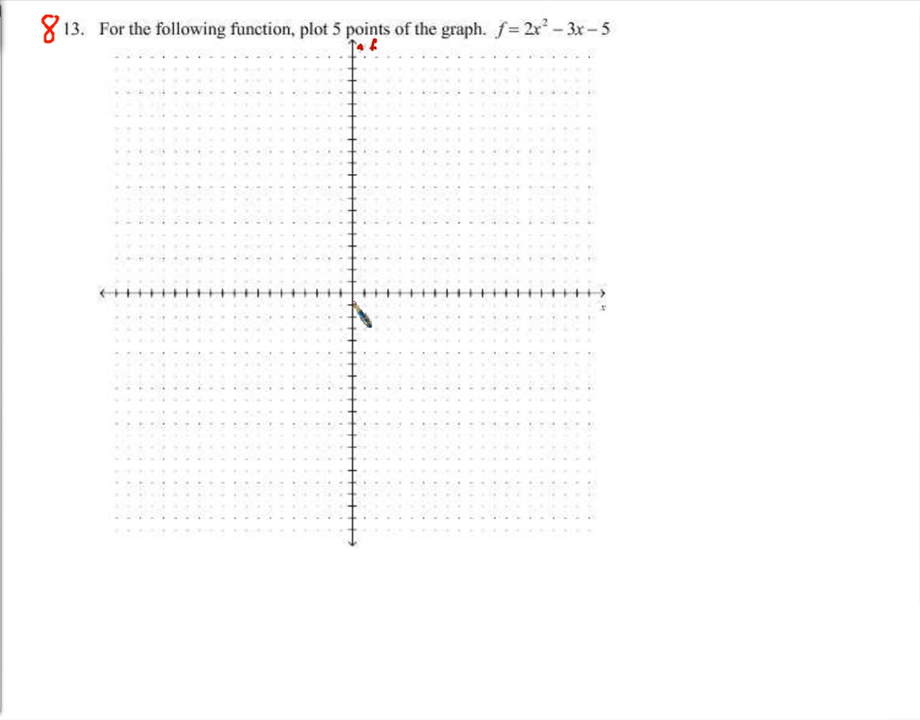 8 13. For the following function, plot 5 points of the graph. f = 2x² – 3x – 5
f
x